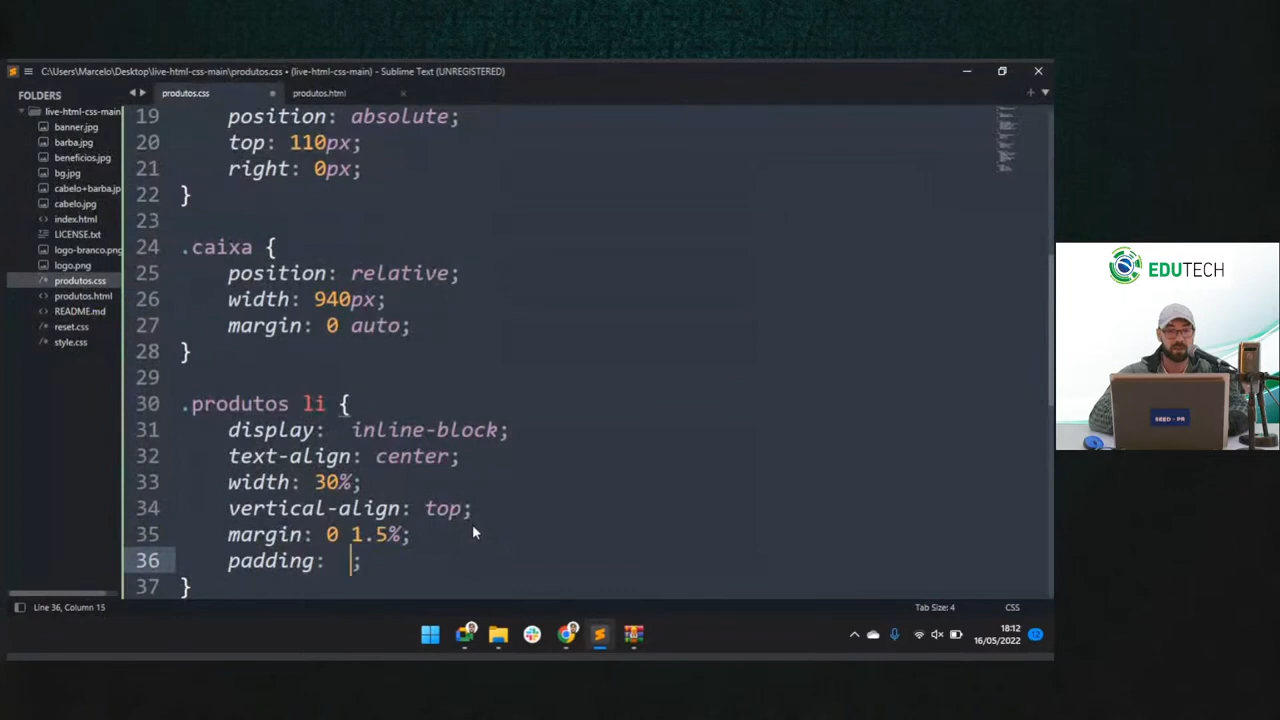 C:\Users\Marcelo\Desktop\live-html-css-main\produtos.css • (live-html-css-main) - Sublime Text (UNREGISTERED)
FOLDERS
live-html-css-main
banner.jpg
barba.jpg
beneficios.jpg
bg.jpg
cabelo+barba.jp
cabelo.jpg
index.html
LICENSE.txt
logo-branco.png
logo.png
produtos.css
produtos.html
README.md
reset.css
style.css
produtos.css
produtos.html
19 position: absolute;
20 top: 110px;
21 right: 0px;
22 }
23
24 .caixa {
25 position: relative;
26 width: 940px;
27 margin: 0 auto;
28 }
29
30 .produtos li {
31 display:  inline-block;
32 text-align: center;
33 width: 30%;
34 vertical-align: top;
35 margin: 0 1.5%;
36 padding:  ;
37 }
Line 36, Column 15
Tab Size: 4
CSS
18:12
16/05/2022
12
EDUTECH
SEED - PR